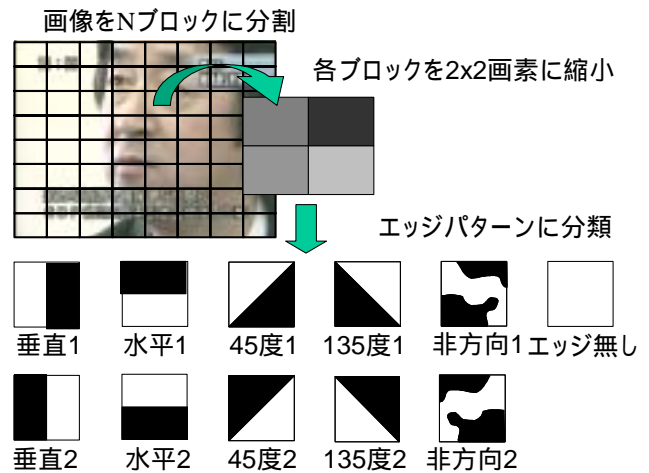 画像をNブロックに分割
各ブロックを2x2画素に縮小
エッジパターンに分類
垂直1 水平1 45度1 135度1 非方向1 エッジ無し
垂直2 水平2 45度2 135度2 非方向2